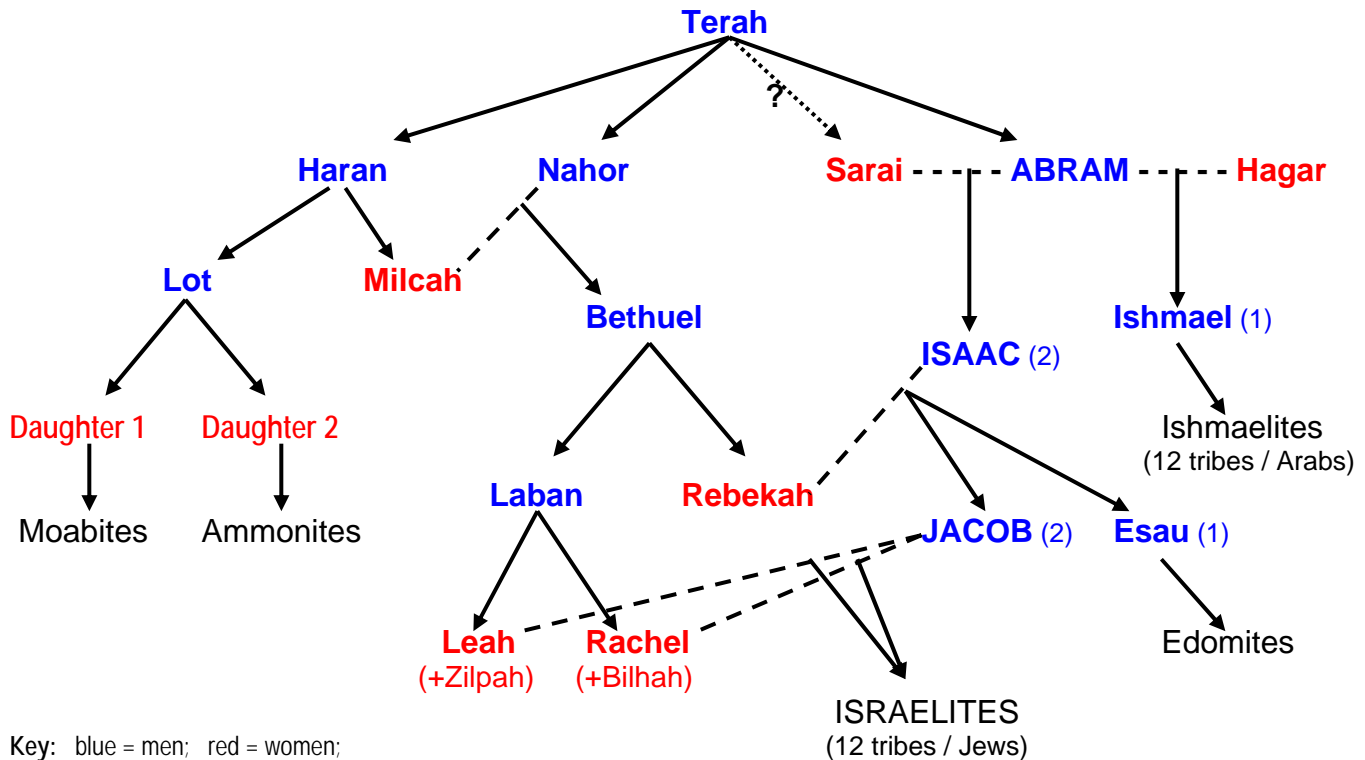 Terah
?
Haran Nahor Sarai ABRAM Hagar
Lot Milcah
Bethuel Ishmael (1)
ISAAC (2)
Daughter 1 Daughter 2 Ishmaelites
(12 tribes / Arabs)
Laban Rebekah
Moabites Ammonites JACOB (2) Esau (1)
Leah Rachel Edomites
(+Zilpah) (+Bilhah)
ISRAELITES
(12 tribes / Jews)
Key: blue = men; red = women;